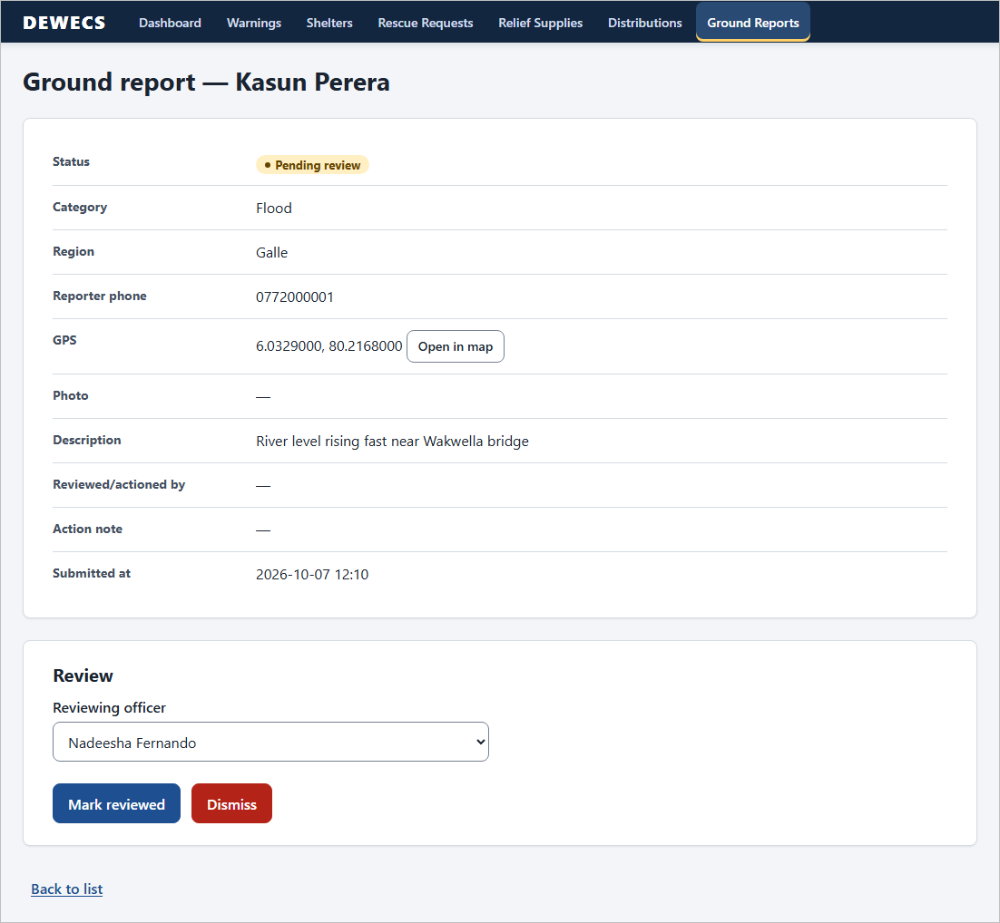 DEWECS Dashboard Warnings Shelters Rescue Requests Relief Supplies Distributions Ground Reports
Ground report — Kasun Perera
Status Pending review
Category Flood
Region Galle
Reporter phone 0772000001
GPS 6.0329000, 80.2168000 Open in map
Photo —
Description River level rising fast near Wakwella bridge
Reviewed/actioned by —
Action note —
Submitted at 2026-10-07 12:10
Review
Reviewing officer
Nadeesha Fernando
Mark reviewed Dismiss
Back to list